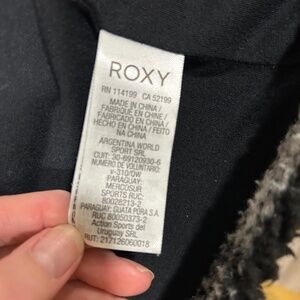 ROXY
RN 114199 CA 52199
MADE IN CHINA /
FABRIQUÉ EN CHINE /
FABRICADO EN CHINA /
HECHO EN CHINA / FEITO
NA CHINA
ARGENTINA WORLD
SPORT SRL
CUIT: 30-69120930-6
NUMERO DE VOLUNTARIO:
v-310/DW
PARAGUAY:
MERCOSUR
SPORTS RUC:
80028213-2
PARAGUAY: GUATA PORA S.A.
RUC 80050373-2
Action Sports del
Uruguay SRL
RUT: 217126060018